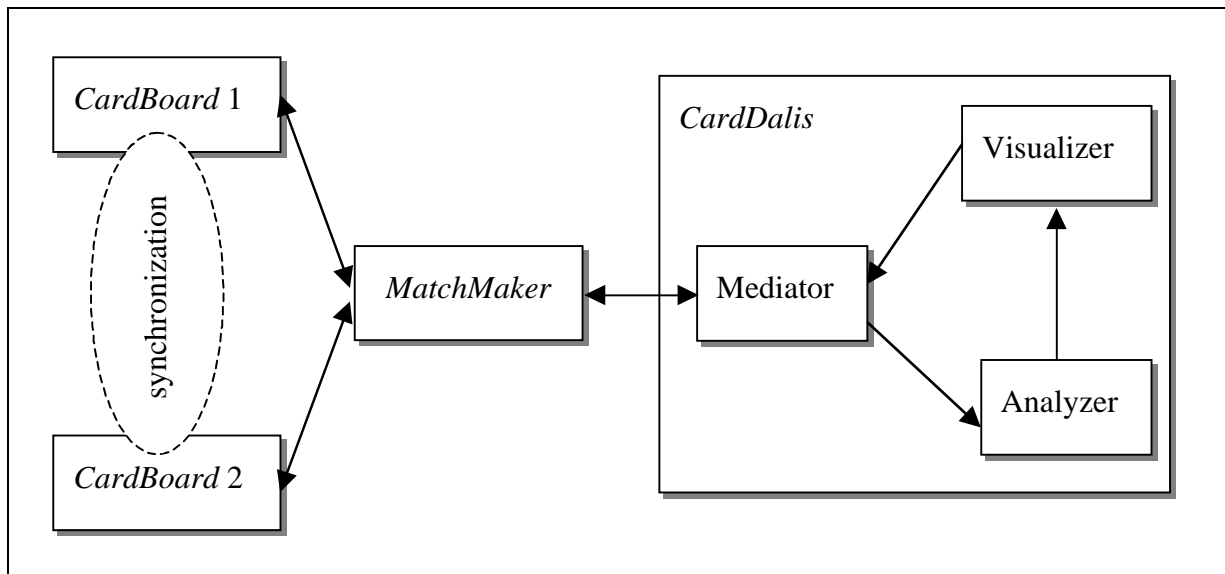 CardBoard 1
synchronization
CardBoard 2
MatchMaker
CardDalis
Visualizer
Mediator
Analyzer